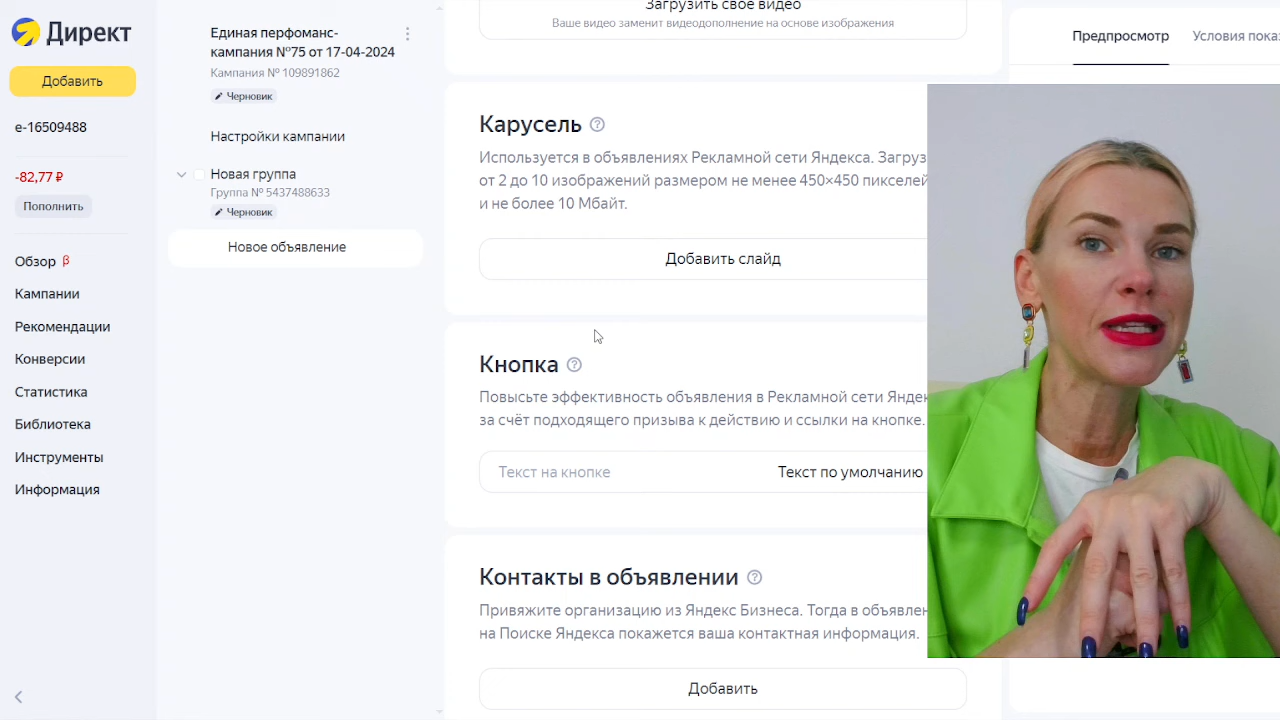 Директ
Добавить
e-16509488
-82,77 ₽
Пополнить
Обзор β
Кампании
Рекомендации
Конверсии
Статистика
Библиотека
Инструменты
Информация
Единая перфоманс-
кампания №75 от 17-04-2024
Кампания № 109891862
Черновик
Настройки кампании
Новая группа
Группа № 5437488633
Черновик
Новое объявление
Загрузить свое видео
Ваше видео заменит видеодополнение на основе изображения
Карусель
Используется в объявлениях Рекламной сети Яндекса. Загруз
от 2 до 10 изображений размером не менее 450×450 пикселей
и не более 10 Мбайт.
Добавить слайд
Кнопка
Повысьте эффективность объявления в Рекламной сети Яндек
за счёт подходящего призыва к действию и ссылки на кнопке.
Текст на кнопке
Текст по умолчанию
Контакты в объявлении
Привяжите организацию из Яндекс Бизнеса. Тогда в объявлен
на Поиске Яндекса покажется ваша контактная информация.
Добавить
Предпросмотр
Условия пока